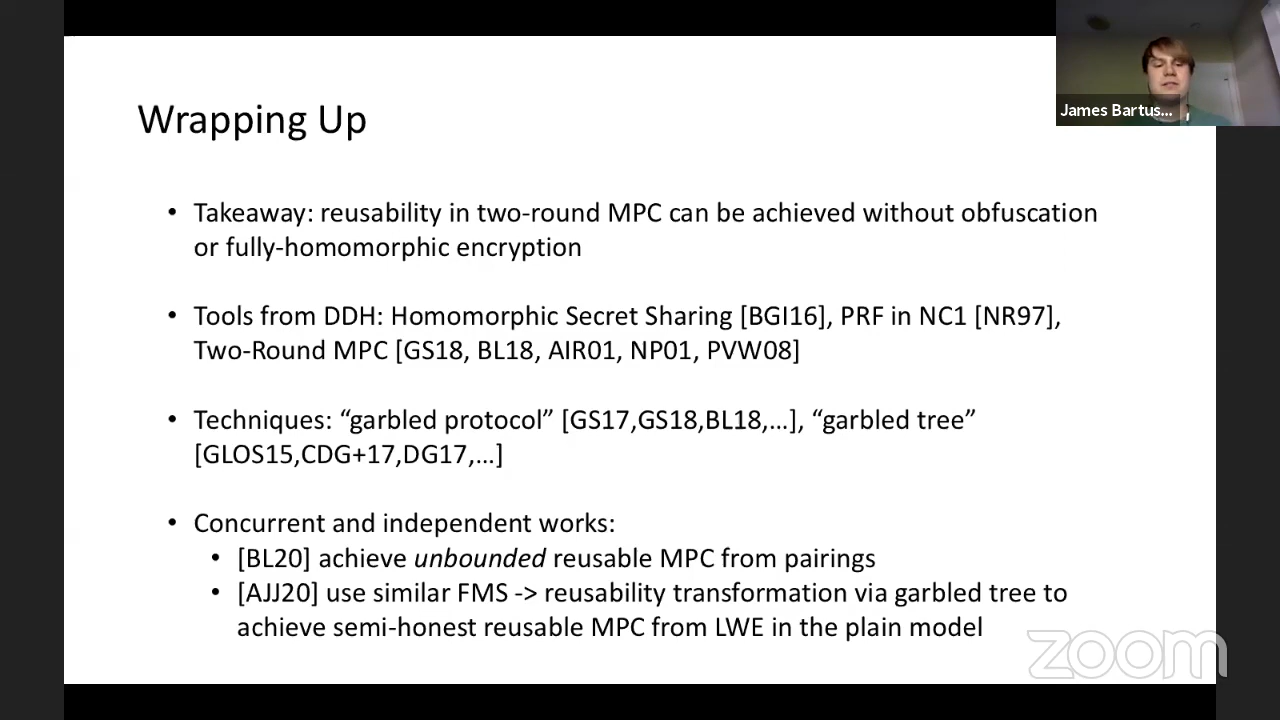 Wrapping Up
James Bartus...
• Takeaway: reusability in two-round MPC can be achieved without obfuscation
or fully-homomorphic encryption
• Tools from DDH: Homomorphic Secret Sharing [BGI16], PRF in NC1 [NR97],
Two-Round MPC [GS18, BL18, AIR01, NP01, PVW08]
• Techniques: “garbled protocol” [GS17,GS18,BL18,...], “garbled tree”
[GLOS15,CDG+17,DG17,...]
• Concurrent and independent works:
• [BL20] achieve unbounded reusable MPC from pairings
• [AJJ20] use similar FMS -> reusability transformation via garbled tree to
achieve semi-honest reusable MPC from LWE in the plain model
zoom